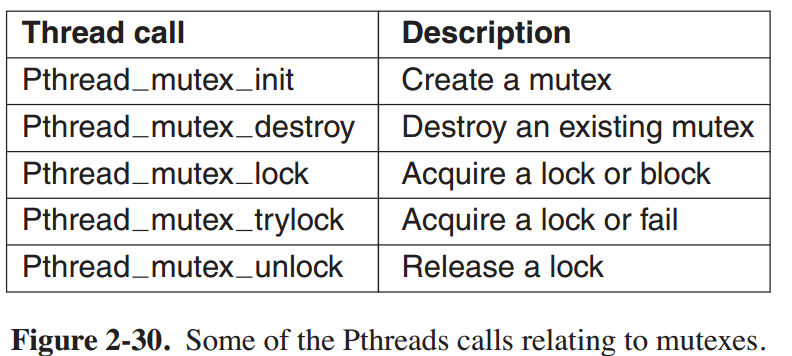 Thread call Description
Pthread_mutex_init Create a mutex
Pthread_mutex_destroy Destroy an existing mutex
Pthread_mutex_lock Acquire a lock or block
Pthread_mutex_trylock Acquire a lock or fail
Pthread_mutex_unlock Release a lock
Figure 2-30. Some of the Pthreads calls relating to mutexes.